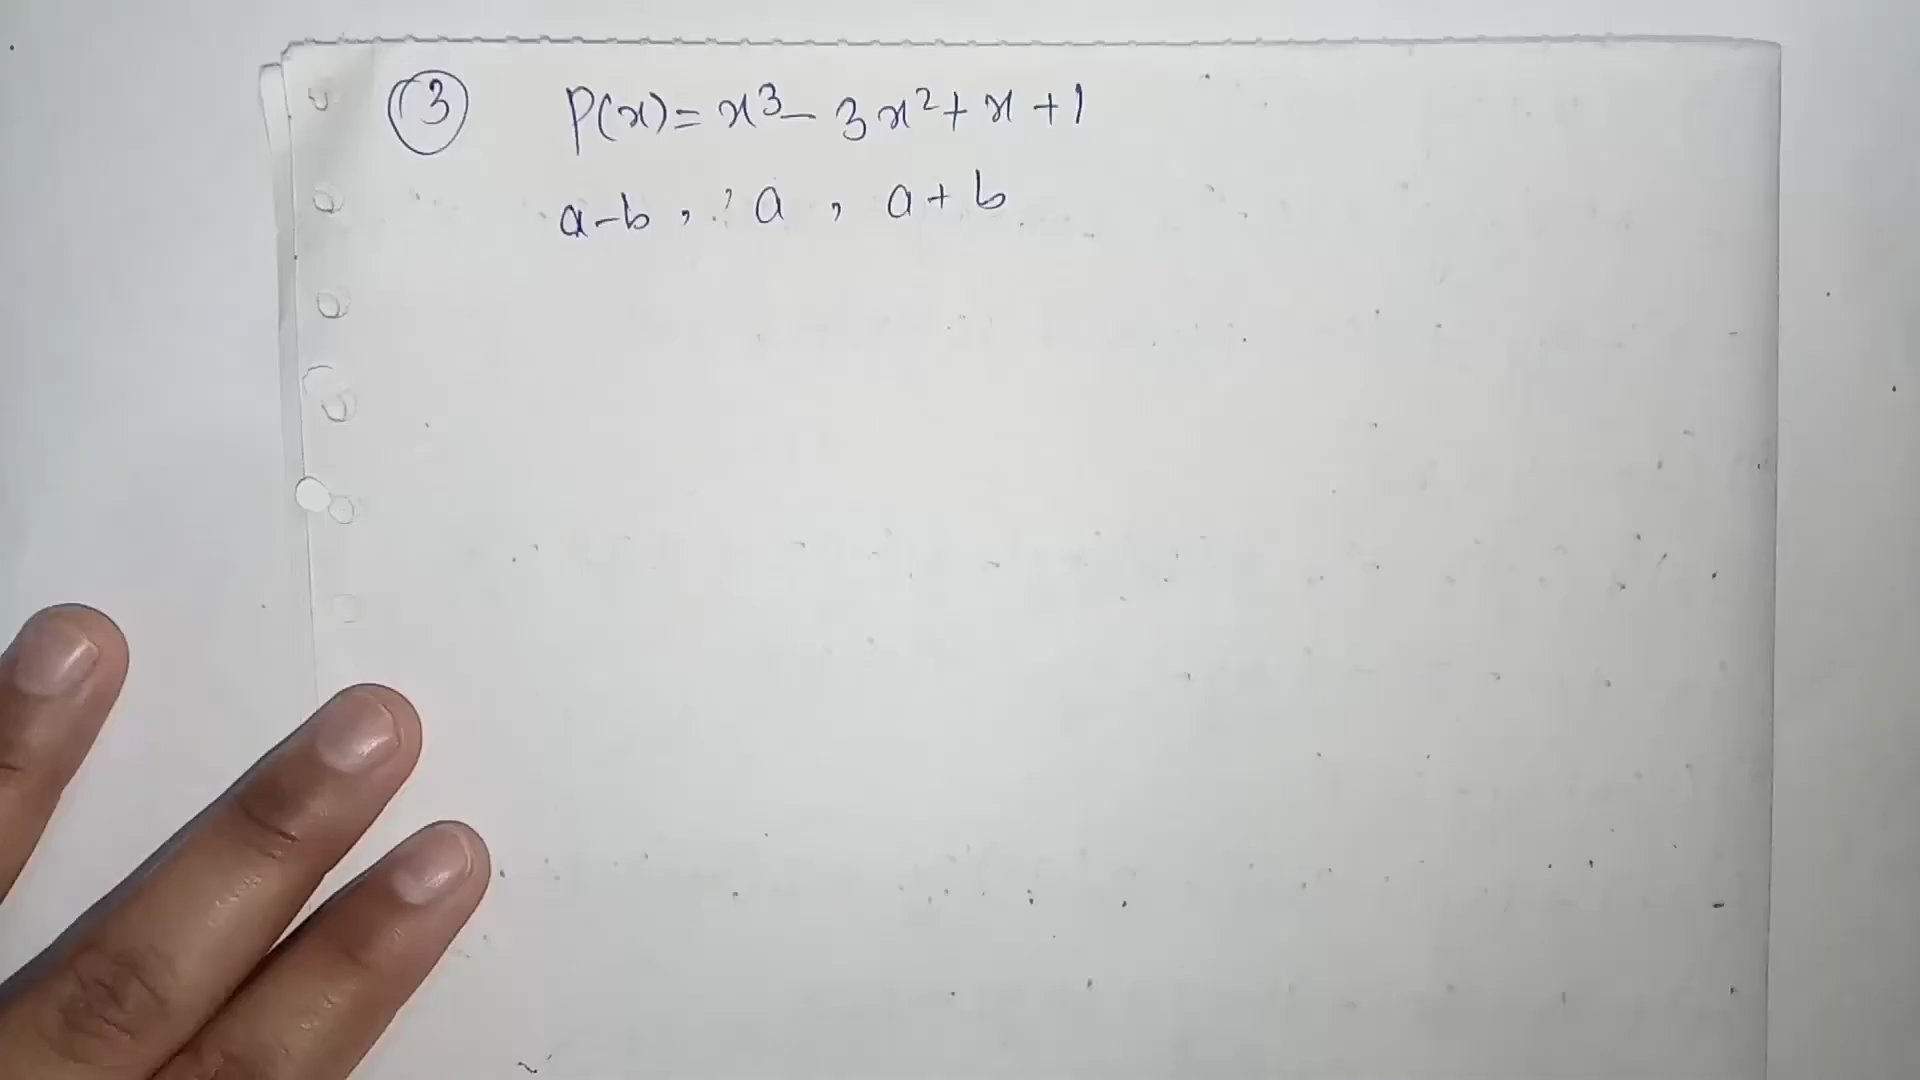 ③ P(x) = x³ - 3x² + x + 1
a-b, a, a+b